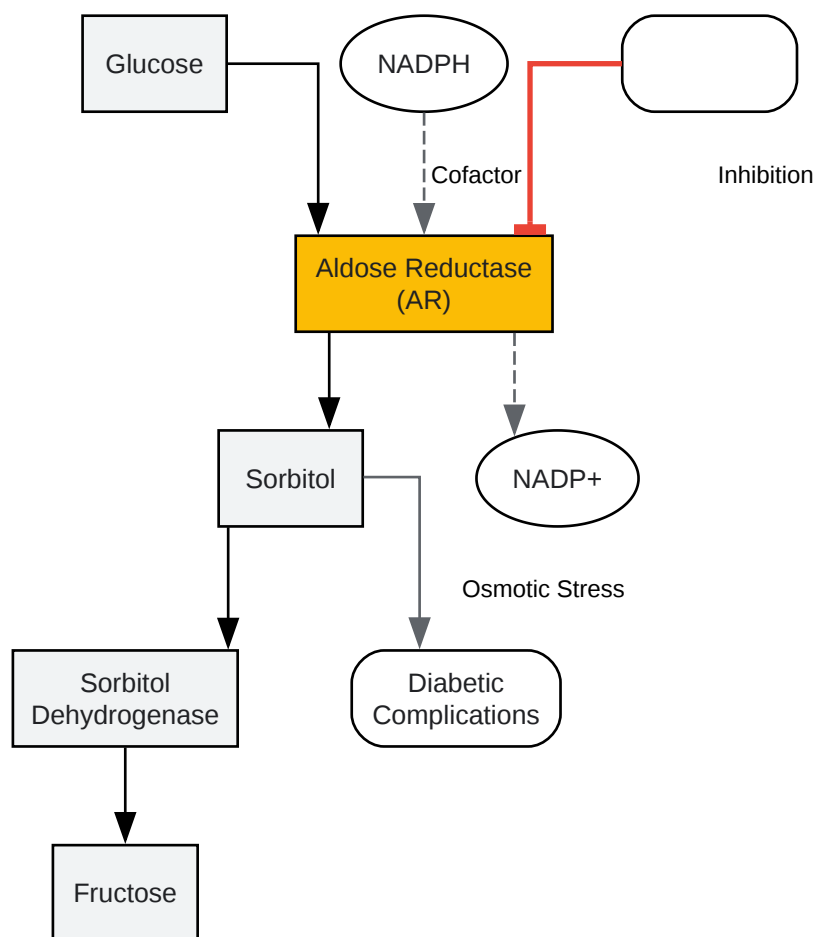 Glucose
NADPH
Cofactor
Inhibition
Aldose Reductase
(AR)
Sorbitol
NADP+
Osmotic Stress
Sorbitol
Dehydrogenase
Diabetic
Complications
Fructose